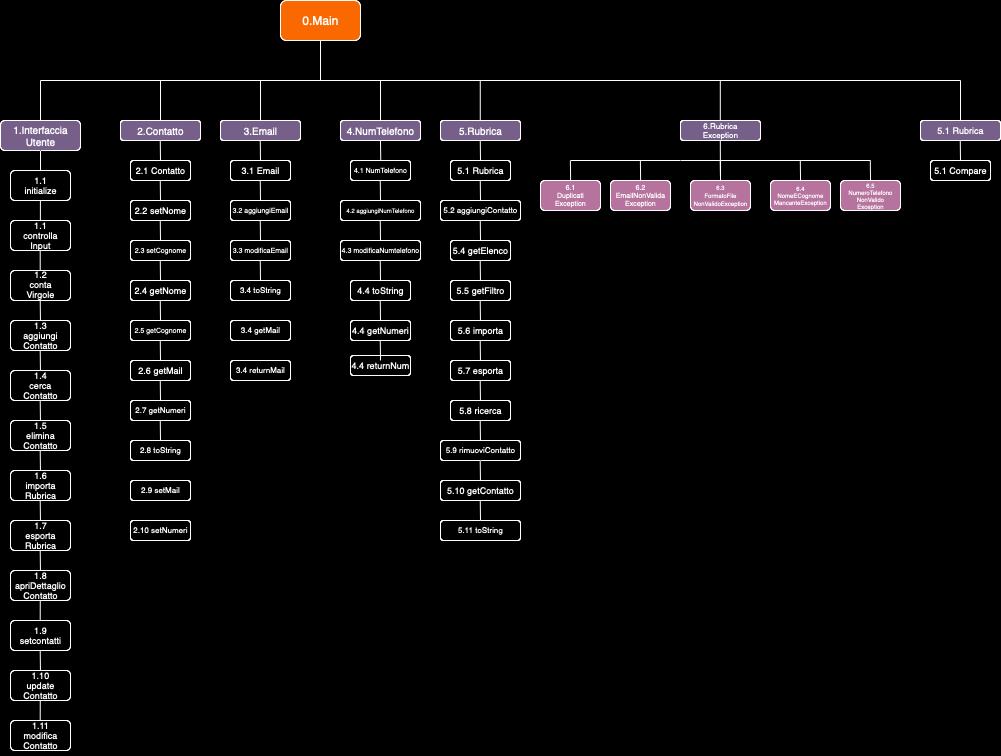 0.Main
1.Interfaccia
Utente
2.Contatto
3.Email
4.NumTelefono
5.Rubrica
6.Rubrica
Exception
5.1 Rubrica
1.1
initialize
1.1
controlla
Input
1.2
conta
Virgole
1.3
aggiungi
Contatto
1.4
cerca
Contatto
1.5
elimina
Contatto
1.6
importa
Rubrica
1.7
esporta
Rubrica
1.8
apriDettaglio
Contatto
1.9
setcontatti
1.10
update
Contatto
1.11
modifica
Contatto
2.1 Contatto
2.2 setNome
2.3 setCognome
2.4 getNome
2.5 getCognome
2.6 getMail
2.7 getNumeri
2.8 toString
2.9 setMail
2.10 setNumeri
3.1 Email
3.2 aggiungiEmail
3.3 modificaEmail
3.4 toString
3.4 getMail
3.4 returnMail
4.1 NumTelefono
4.2 aggiungiNumTelefono
4.3 modificaNumtelefono
4.4 toString
4.4 getNumeri
4.4 returnNum
5.1 Rubrica
5.2 aggiungiContatto
5.4 getElenco
5.5 getFiltro
5.6 importa
5.7 esporta
5.8 ricerca
5.9 rimuoviContatto
5.10 getContatto
5.11 toString
6.1
Duplicati
Exception
6.2
EmailNonValida
Exception
6.3
FormatoFile
NonValidoException
6.4
NomeECognome
MancanteException
6.5
NumeroTelefono
NonValido
Exception
5.1 Compare